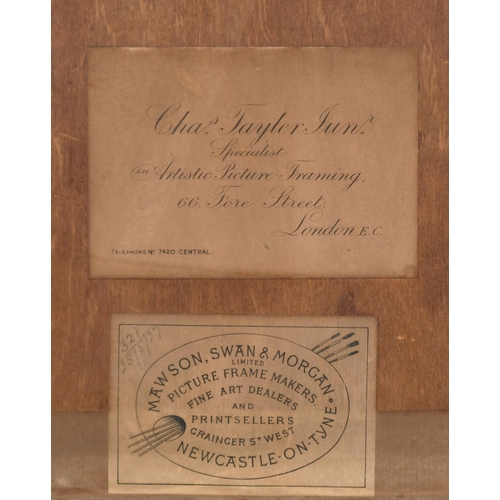 Chas. Tayler Junr.
Specialist
in Artistic Picture Framing.
66, Fore Street,
London, E.C.
TELEPHONE No 7420 CENTRAL.
MAWSON, SWAN & MORGAN
LIMITED
PICTURE FRAME MAKERS,
FINE ART DEALERS
AND
PRINTSELLERS
GRAINGER ST WEST
NEWCASTLE-ON-TYNE